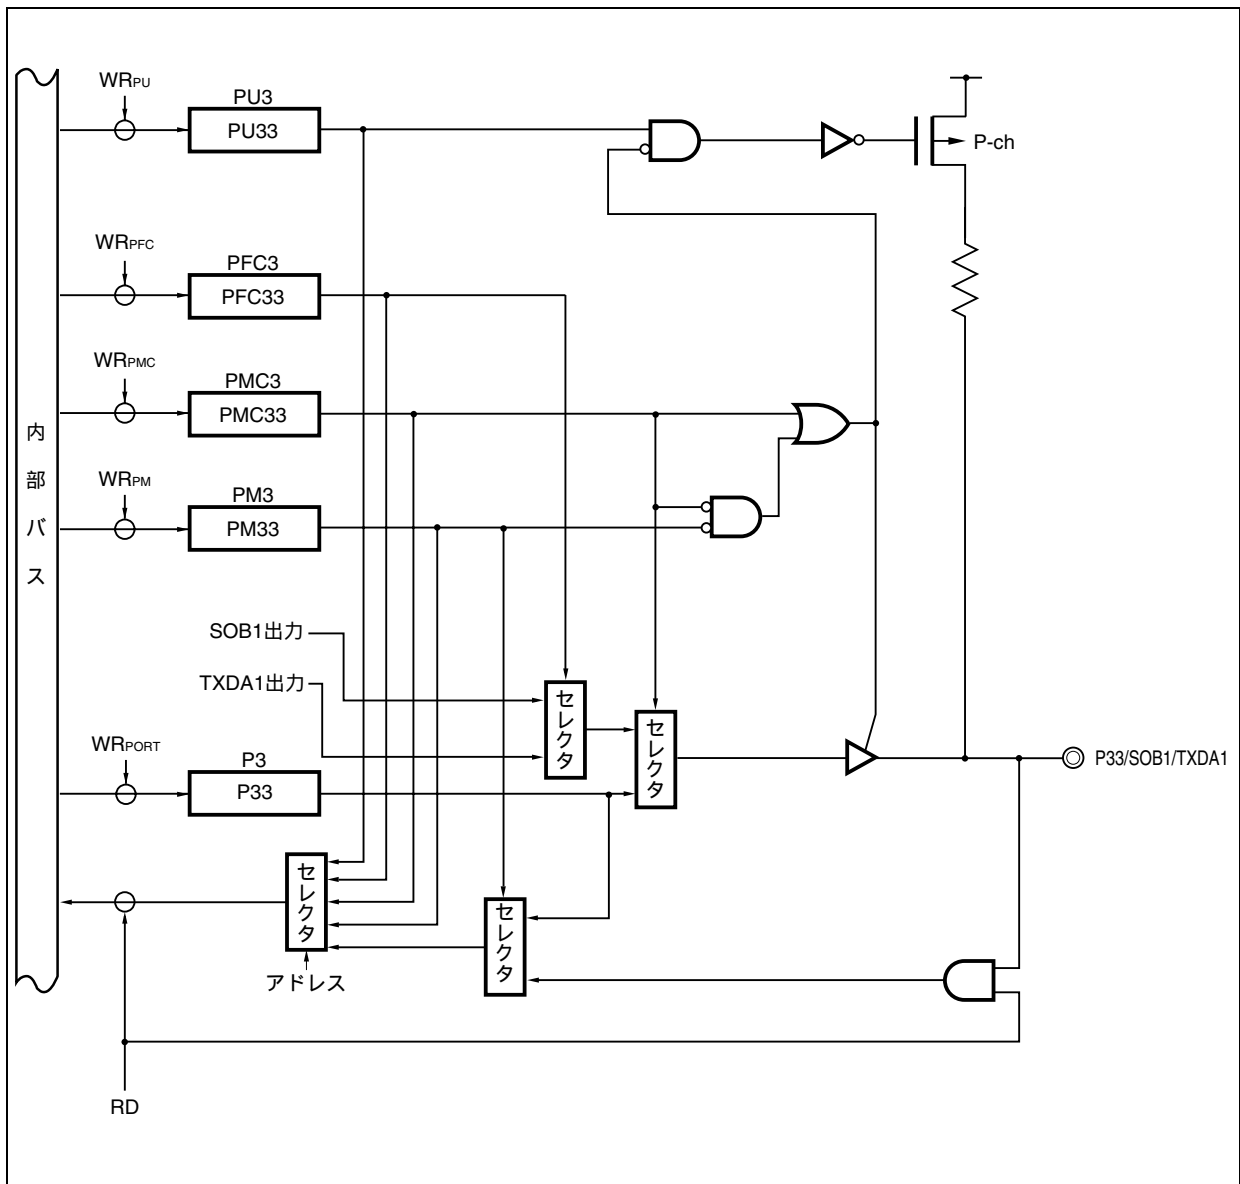 WRPU
PU3
PU33
P-ch
WRPFC
PFC3
PFC33
WRPMC
PMC3
PMC33
内部バス
WRPM
PM3
PM33
SOB1出力
TXDA1出力
セレクタ
セレクタ
WRPORT
P3
P33
P33/SOB1/TXDA1
セレクタ
セレクタ
アドレス
RD